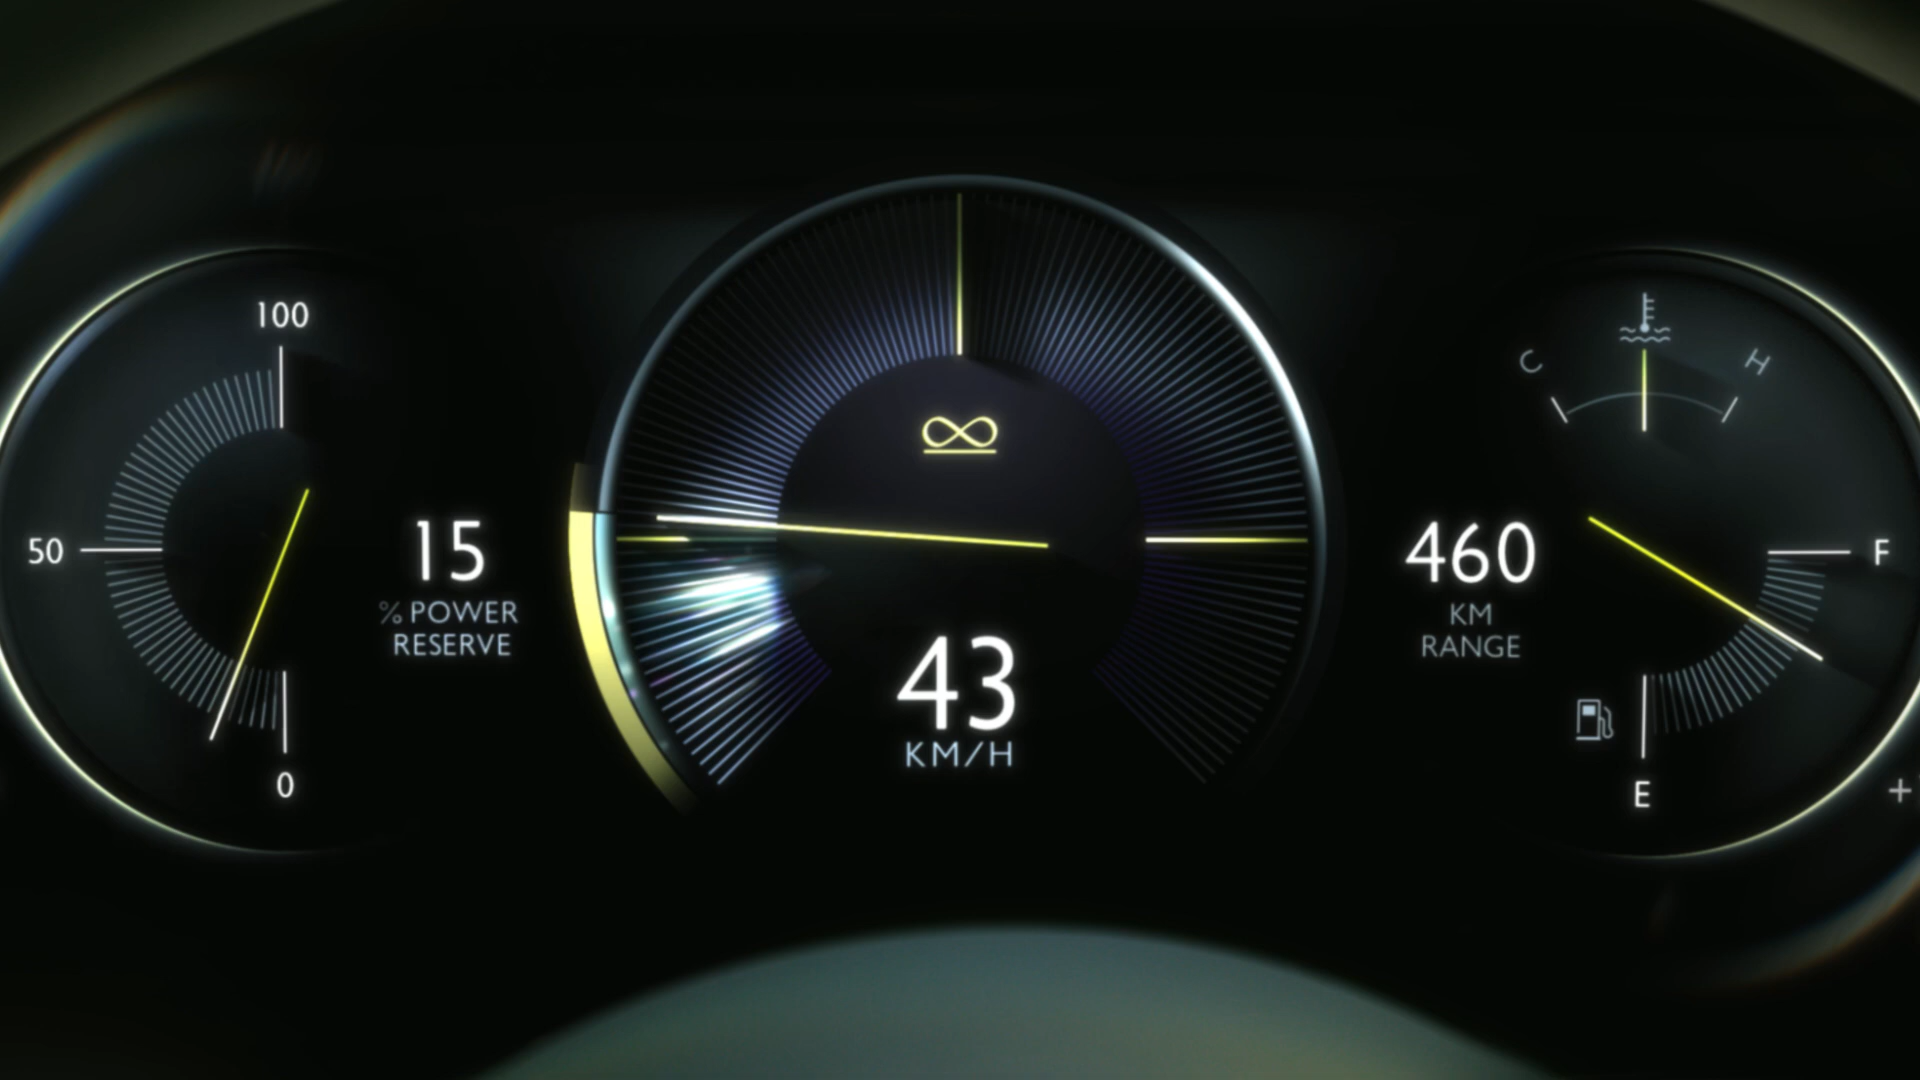 100
50
0
15
% POWER
RESERVE
43
KM/H
C
H
460
KM
RANGE
F
E
+